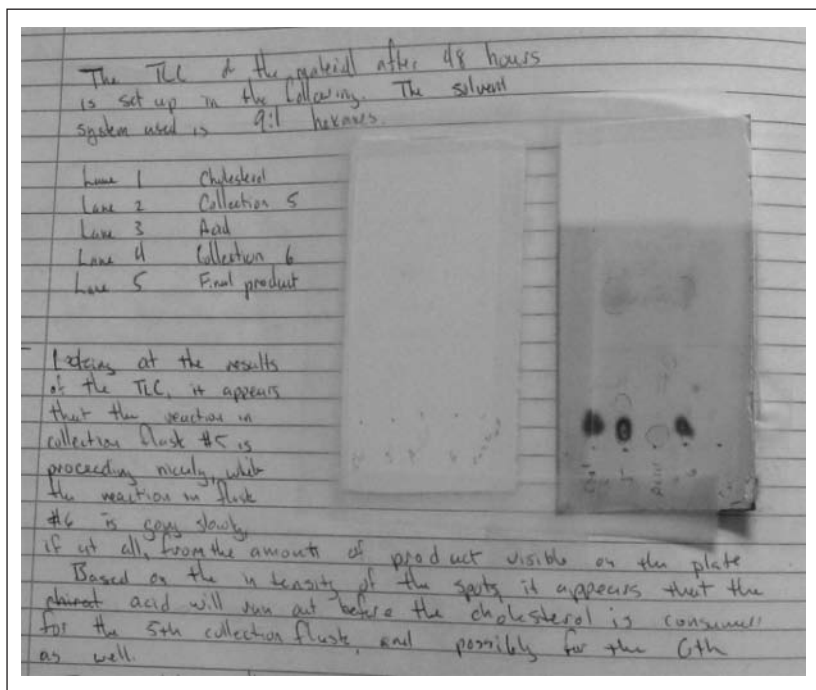 The TLC of the material after 48 hours
is set up in the following. The solvent
system used is 9:1 hexanes.
Lane 1 Cholesterol
Lane 2 Collection 5
Lane 3 Acid
Lane 4 Collection 6
Lane 5 Final product
Looking at the results
of the TLC, it appears
that the reaction in
collection flask #5 is
proceeding nicely, while
the reaction in flask
#6 is going slowly,
if at all, from the amounts of product visible on the plate
Based on the intensity of the spots, it appears that the
acid will run out before the cholesterol is consumed
for the 5th collection flask, and possibly for the 6th
as well.